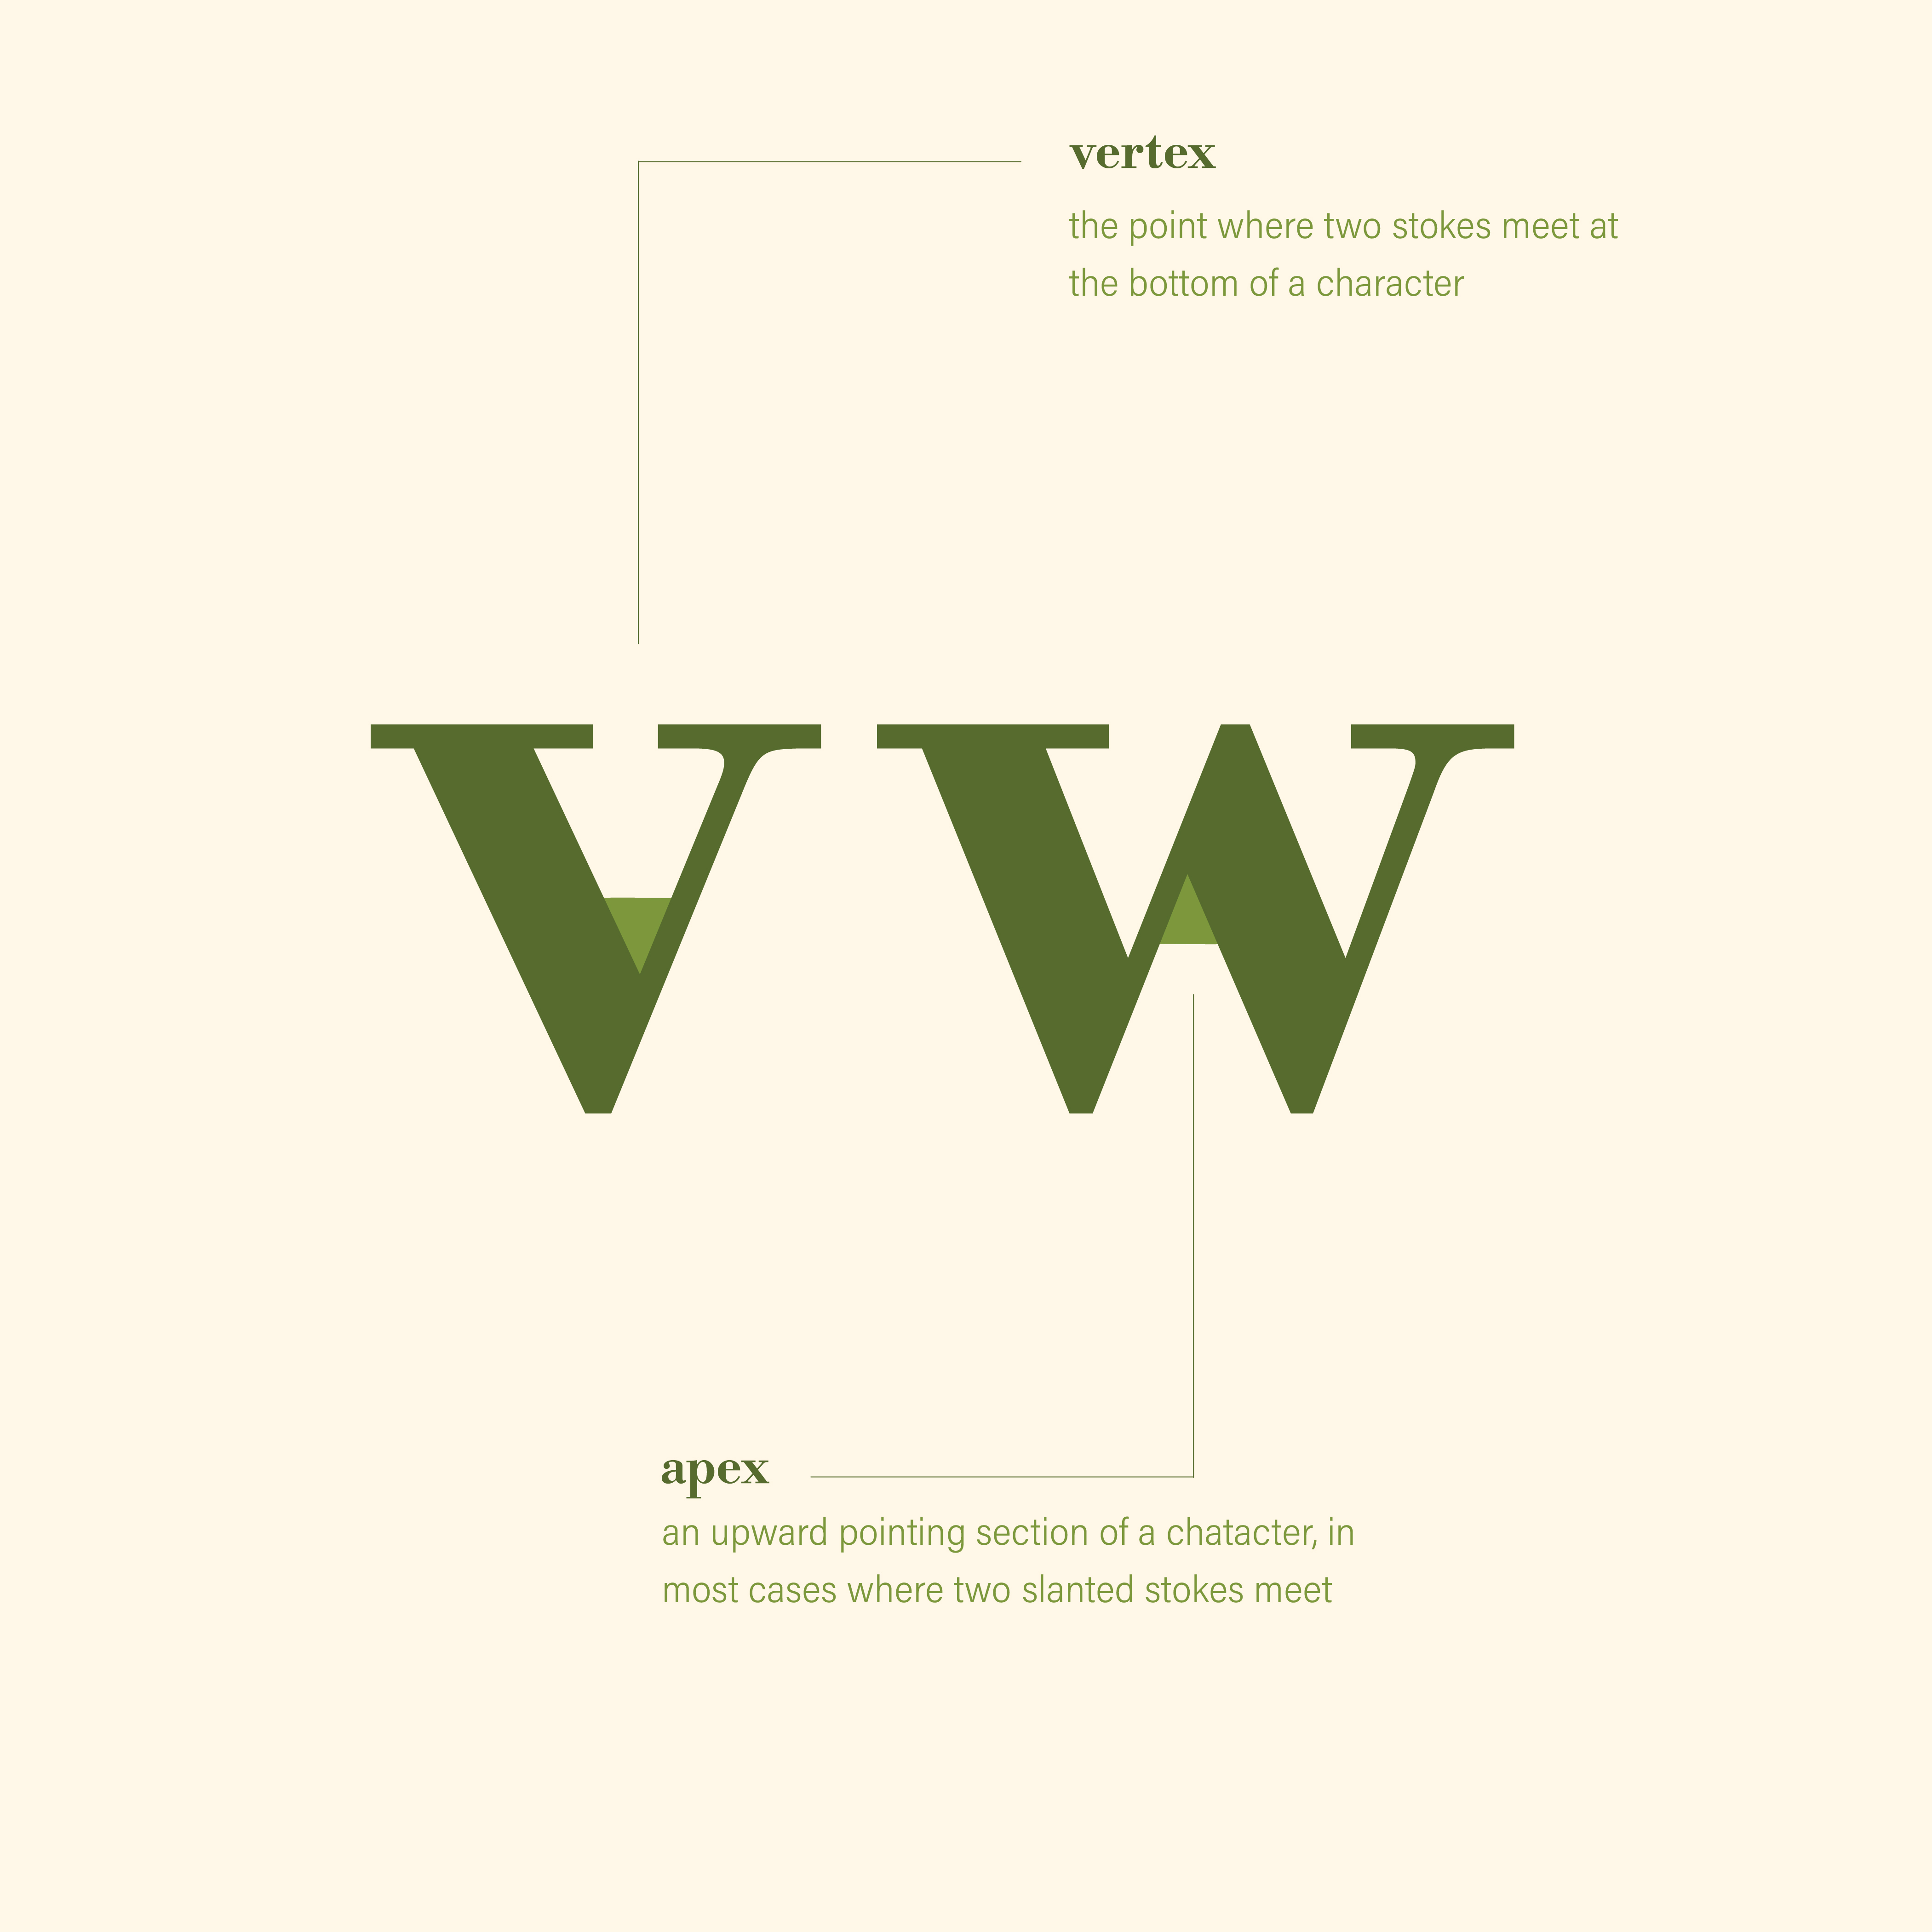 vertex
the point where two stokes meet at
the bottom of a character
v w
apex
an upward pointing section of a chatacter, in
most cases where two slanted stokes meet